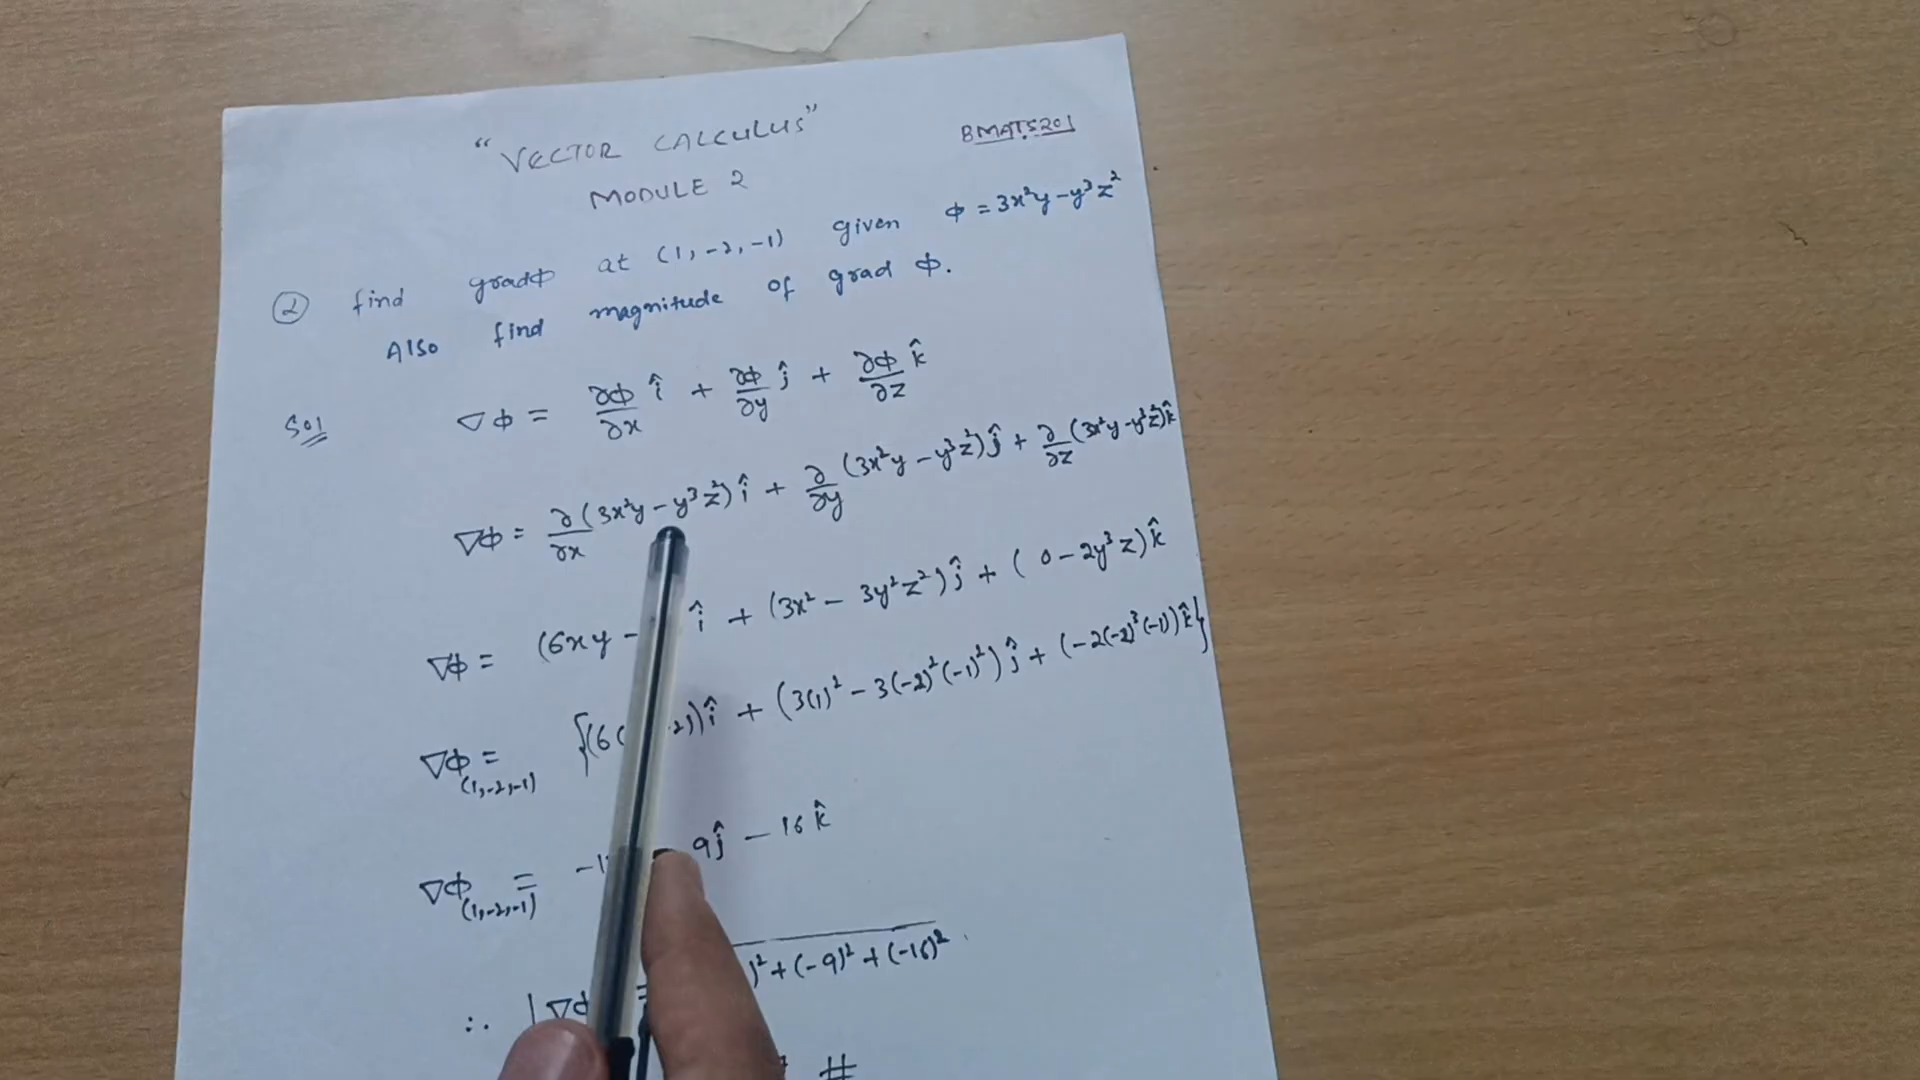 "VECTOR CALCULUS"
BMATS201
MODULE 2
② find gradϕ at (1, -2, -1) given ϕ = 3x²y - y³z²
Also find magnitude of grad ϕ.
Sol ∇ϕ = ∂ϕ/∂x î + ∂ϕ/∂y ĵ + ∂ϕ/∂z k̂
∇ϕ = ∂/∂x (3x²y - y³z²) î + ∂/∂y (3x²y - y³z²) ĵ + ∂/∂z (3x²y - y³z²) k̂
∇ϕ = (6xy - î + (3x² - 3y²z²) ĵ + (0 - 2y³z) k̂
∇ϕ(1,-2,-1) = {(6( 2)) î + (3(1)² - 3(-2)²(-1)²) ĵ + (-2(-2)³(-1)) k̂}
∇ϕ(1,-2,-1) = 9ĵ - 16 k̂
∴ |∇ϕ = )² + (-9)² + (-16)²
#